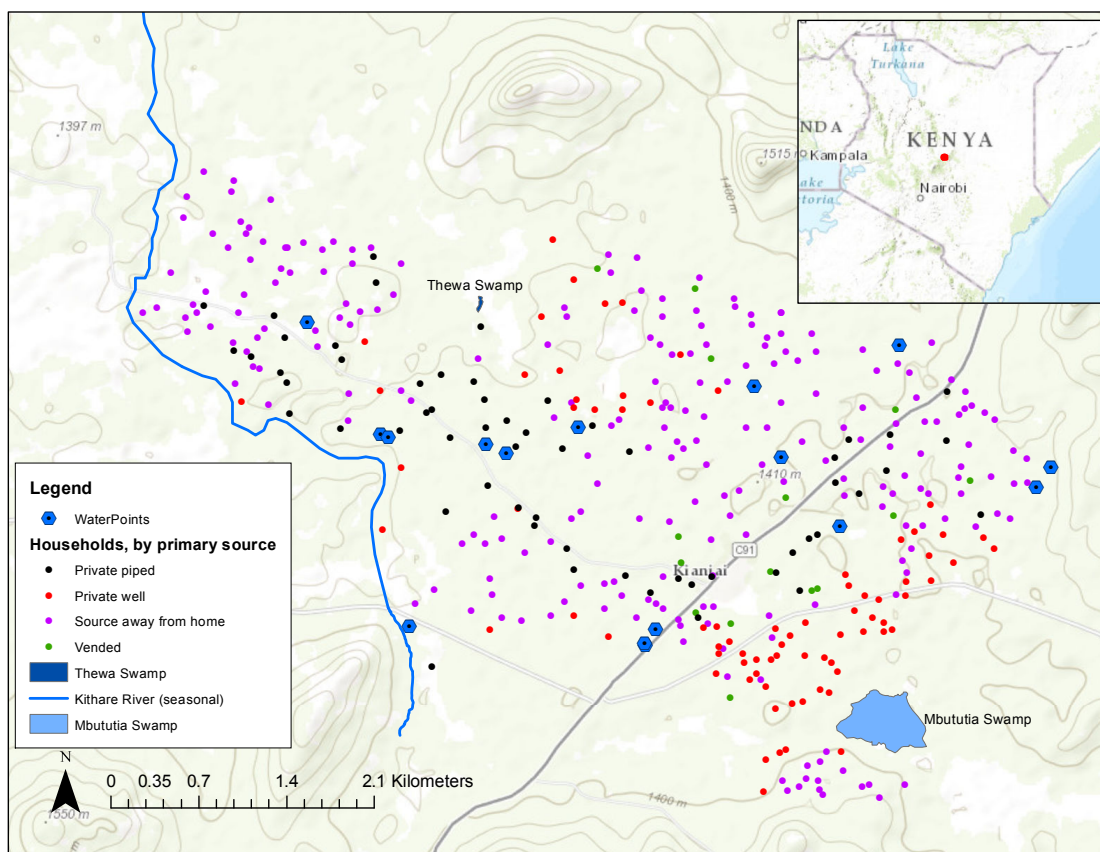 1397 m
Thewa Swamp
1400 m
1515 m
Lake
Turkana
NDA
KENYA
Kampala
Lake
Nairobi
1410 m
C91
Kianjai
Mbututia Swamp
1400 m
1550 m
Legend
WaterPoints
Households, by primary source
Private piped
Private well
Source away from home
Vended
Thewa Swamp
Kithare River (seasonal)
Mbututia Swamp
N
0 0.35 0.7 1.4 2.1 Kilometers